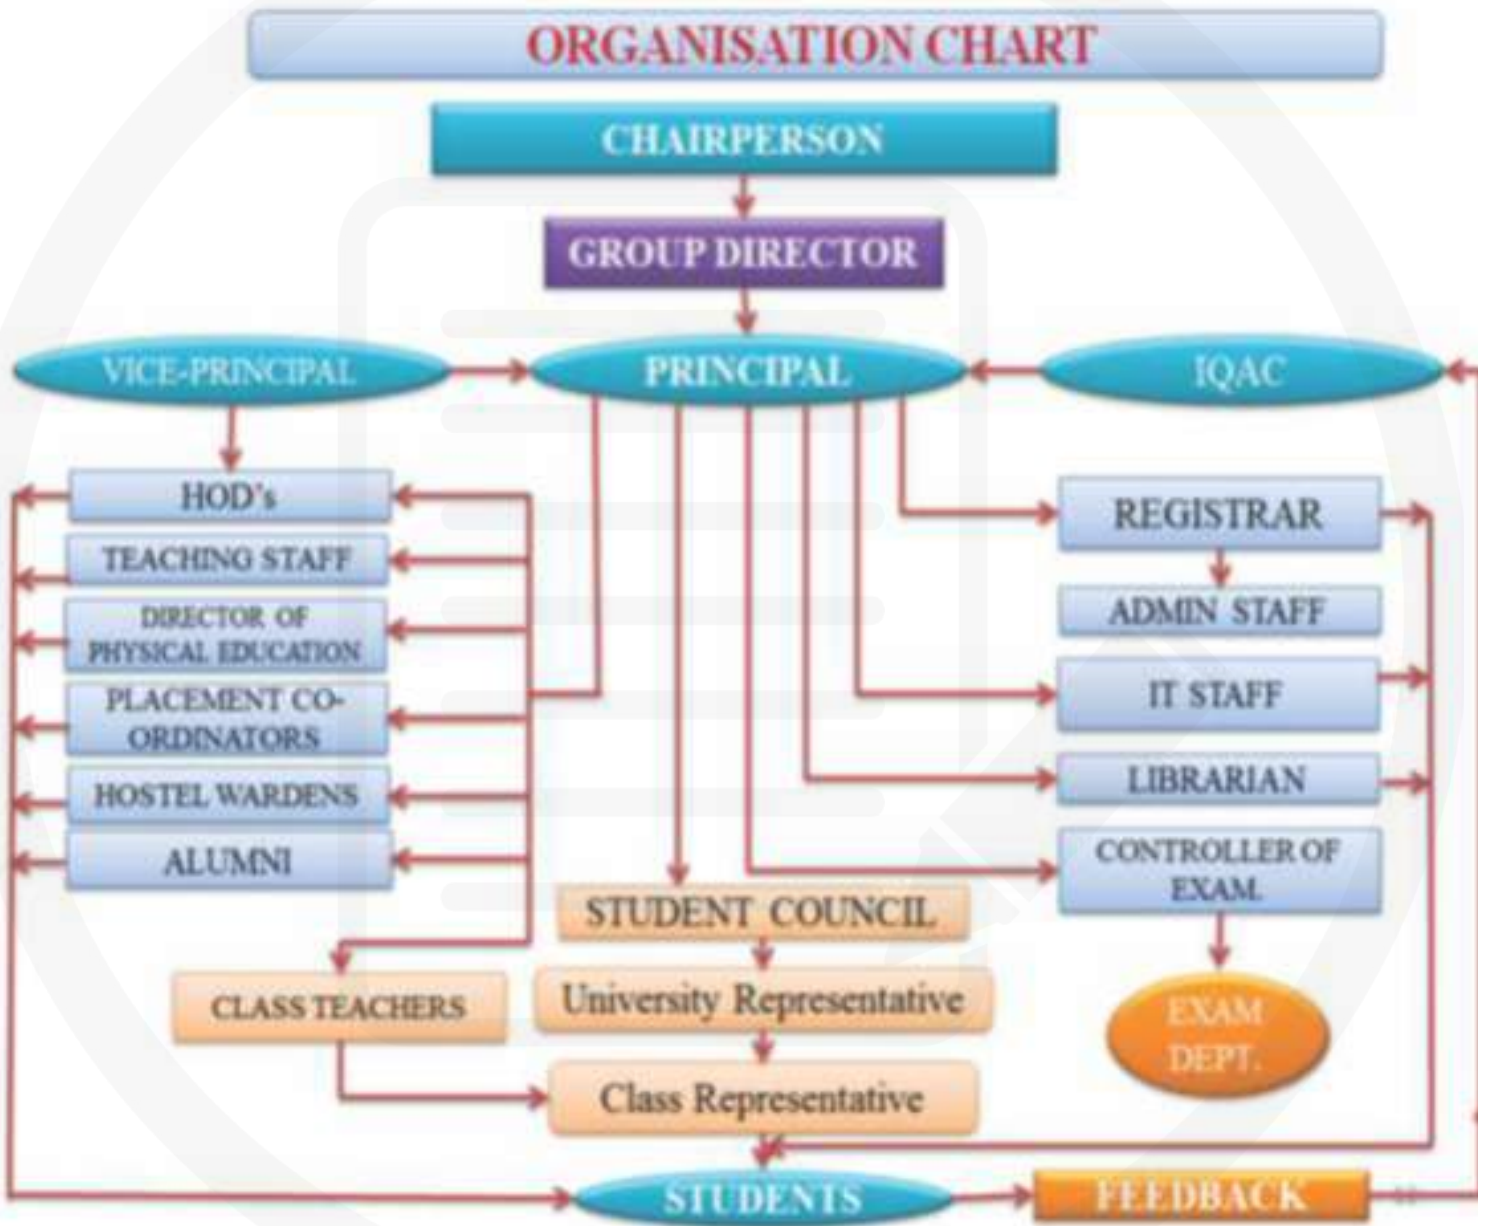 ORGANISATION CHART
CHAIRPERSON
GROUP DIRECTOR
VICE-PRINCIPAL
PRINCIPAL
IQAC
HOD's
TEACHING STAFF
DIRECTOR OF
PHYSICAL EDUCATION
PLACEMENT CO-
ORDINATORS
HOSTEL WARDENS
ALUMNI
REGISTRAR
ADMIN STAFF
IT STAFF
LIBRARIAN
CONTROLLER OF
EXAM.
STUDENT COUNCIL
CLASS TEACHERS
University Representative
EXAM
DEPT.
Class Representative
STUDENTS
FEEDBACK